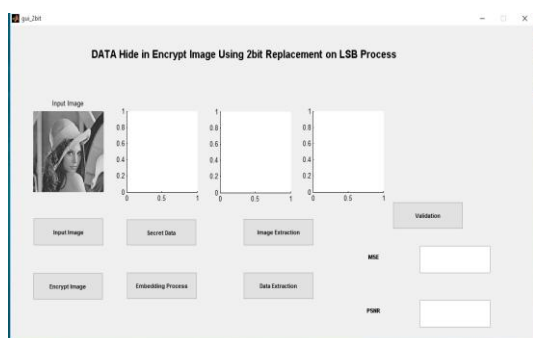 gui_2bit
DATA Hide in Encrypt Image Using 2bit Replacement on LSB Process
Input Image
1 1 1
0.8 0.8 0.8
0.6 0.6 0.6
0.4 0.4 0.4
0.2 0.2 0.2
0 0 0
0 0.5 1 0 0.5 1 0 0.5 1
Validation
Input Image Secret Data Image Extraction
MSE
Encrypt Image Embedding Process Data Extraction
PSNR